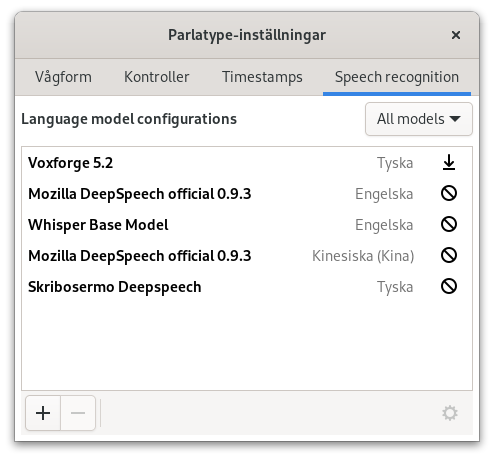 Parlatype-inställningar
Vågform Kontroller Timestamps Speech recognition
Language model configurations All models
Voxforge 5.2 Tyska
Mozilla DeepSpeech official 0.9.3 Engelska
Whisper Base Model Engelska
Mozilla DeepSpeech official 0.9.3 Kinesiska (Kina)
Skribosermo Deepspeech Tyska